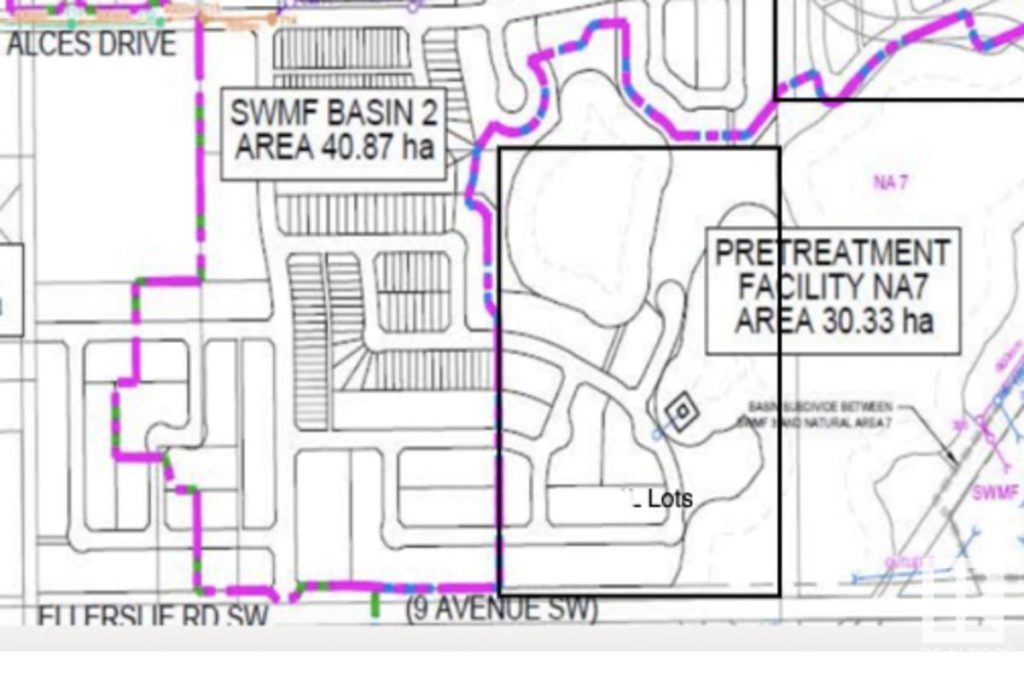 ALCES DRIVE
SWMF BASIN 2
AREA 40.87 ha
NA 7
PRETREATMENT
FACILITY NA7
AREA 30.33 ha
BASIN SUBDIVIDE BETWEEN
SWMF 3 AND NATURAL AREA 7
Lots
SWMF
ELLERSLIE RD SW
(9 AVENUE SW)
REALTOR